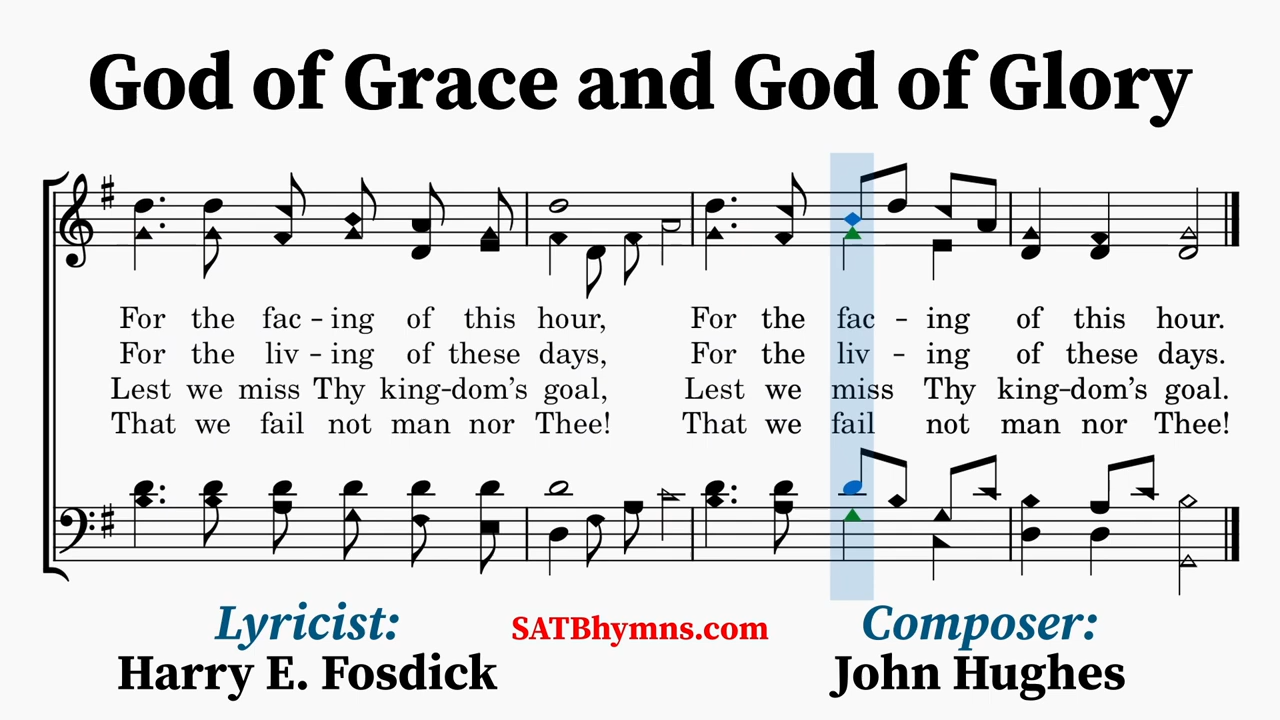 God of Grace and God of Glory
For the fac - ing of this hour, For the fac - ing of this hour.
For the liv - ing of these days, For the liv - ing of these days.
Lest we miss Thy king-dom's goal, Lest we miss Thy king-dom's goal.
That we fail not man nor Thee! That we fail not man nor Thee!
Lyricist: SATBhymns.com Composer:
Harry E. Fosdick John Hughes